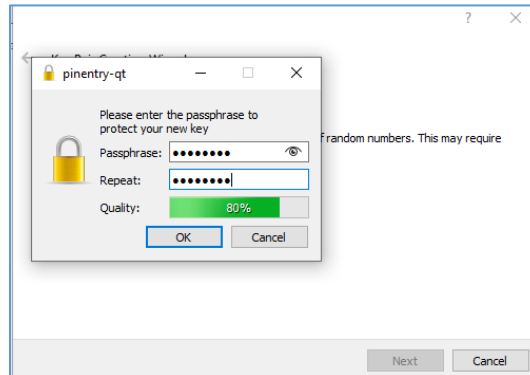 pinentry-qt
Please enter the passphrase to
protect your new key
f random numbers. This may require
Passphrase: ••••••••
Repeat: ••••••••
Quality: 80%
OK Cancel
Next Cancel